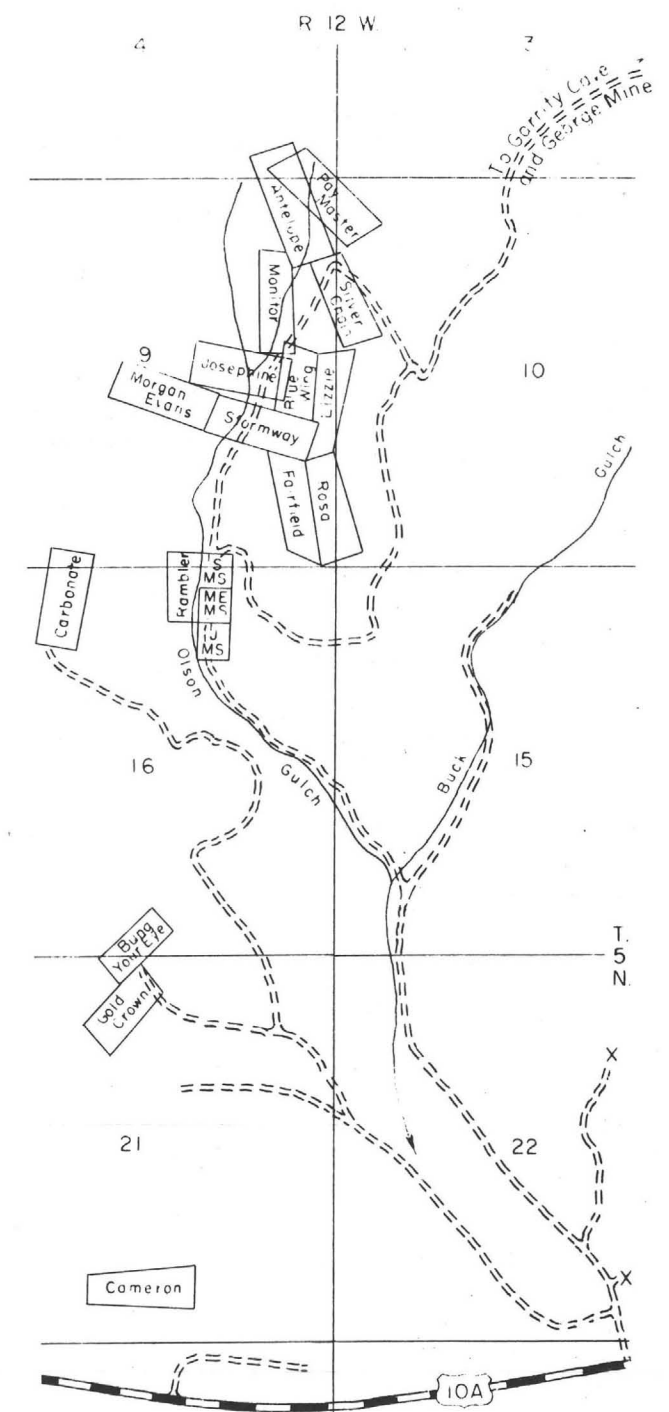 R 12 W.
4
3
To Garrity Cave
and George Mine
Pay
Master
Antelope
Monitor
Silver
9
Josephine
Blue
Wing
Lizzie
10
Morgan
Evans
Stormway
Fairfield
Rosa
Gulch
Carbonate
Rambler
S
MS
ME
MS
J
MS
Olson
Gulch
16
Buck
15
Bung
Your Eye
Gold
Crown
T.
5
N.
X
21
22
X
Cameron
10A